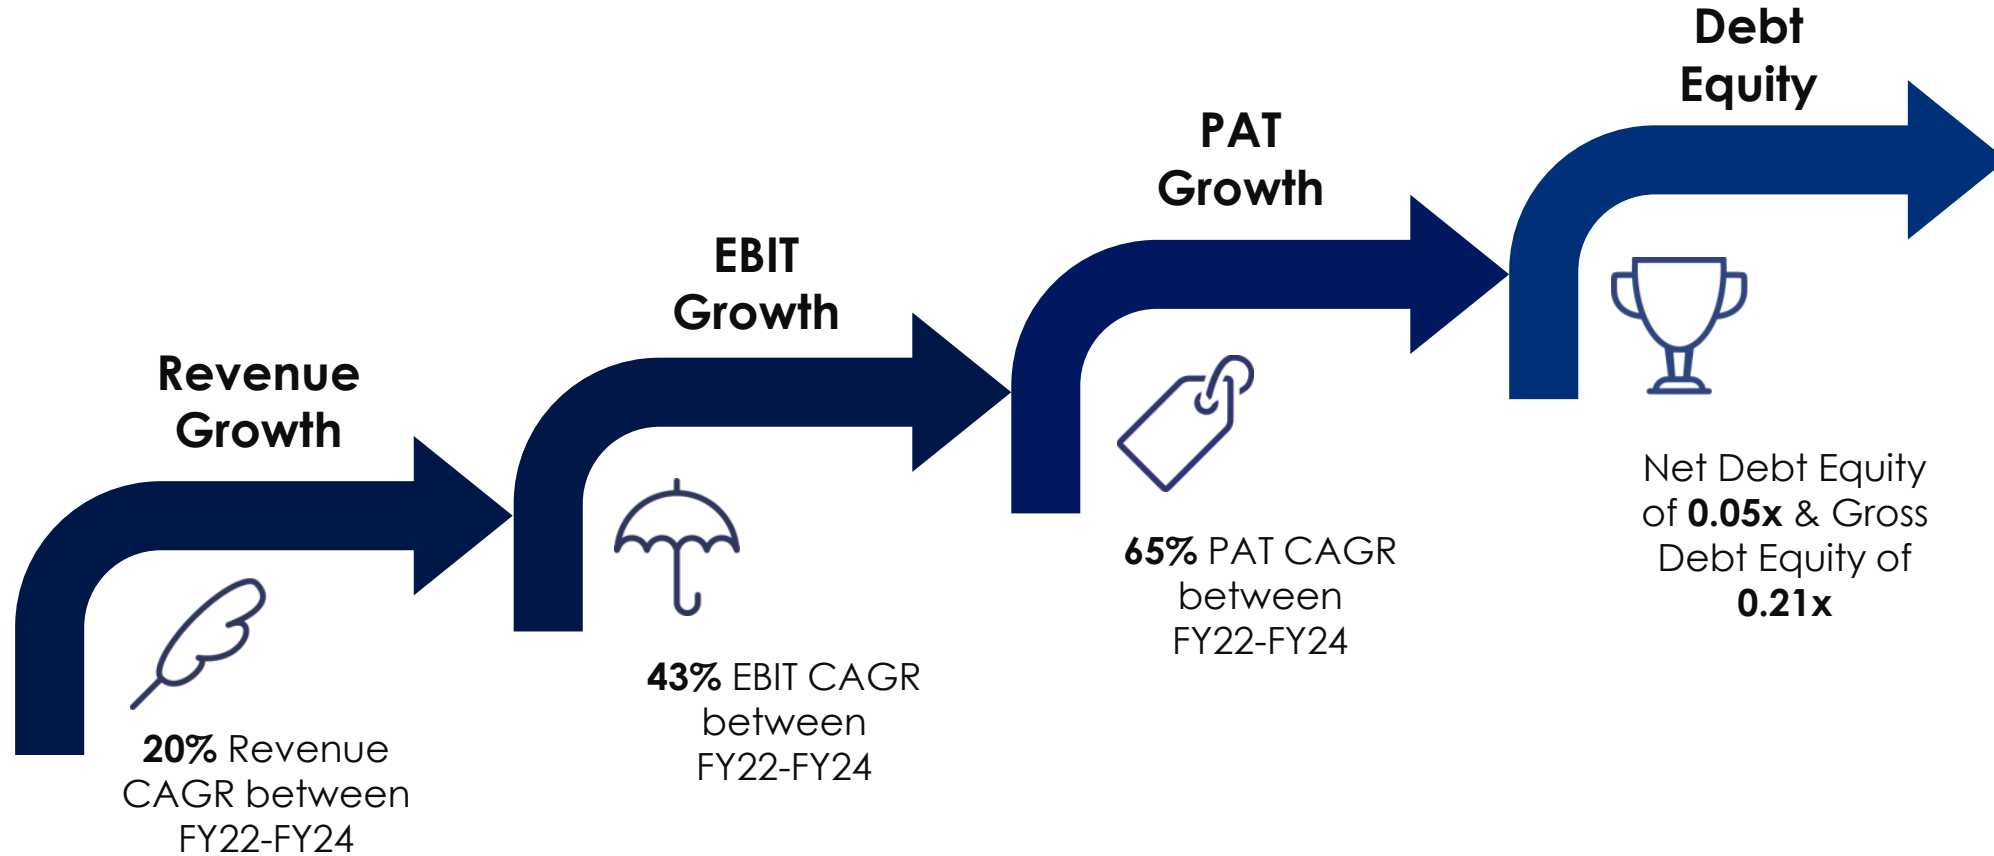 Revenue
Growth
20% Revenue
CAGR between
FY22-FY24
EBIT
Growth
43% EBIT CAGR
between
FY22-FY24
PAT
Growth
65% PAT CAGR
between
FY22-FY24
Debt
Equity
Net Debt Equity
of 0.05x & Gross
Debt Equity of
0.21x